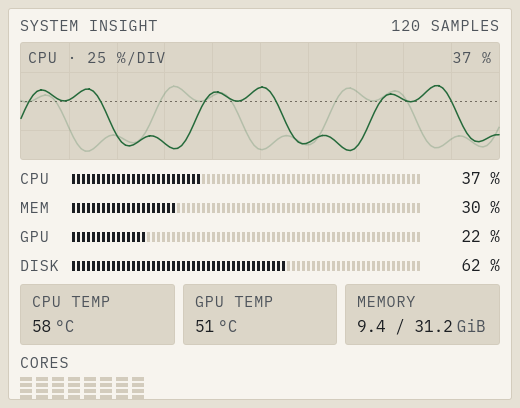 SYSTEM INSIGHT 120 SAMPLES
CPU · 25 %/DIV 37 %
CPU 37 %
MEM 30 %
GPU 22 %
DISK 62 %
CPU TEMP GPU TEMP MEMORY
58 °C 51 °C 9.4 / 31.2 GiB
CORES